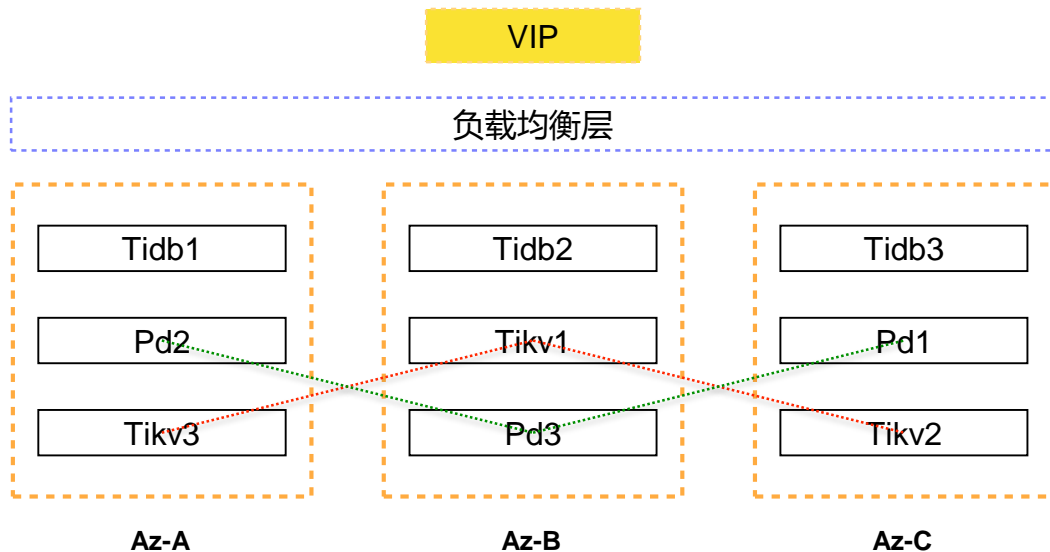 VIP
负载均衡层
Tidb1
Tidb2
Tidb3
Pd2
Tikv1
Pd1
Tikv3
Pd3
Tikv2
Az-A
Az-B
Az-C